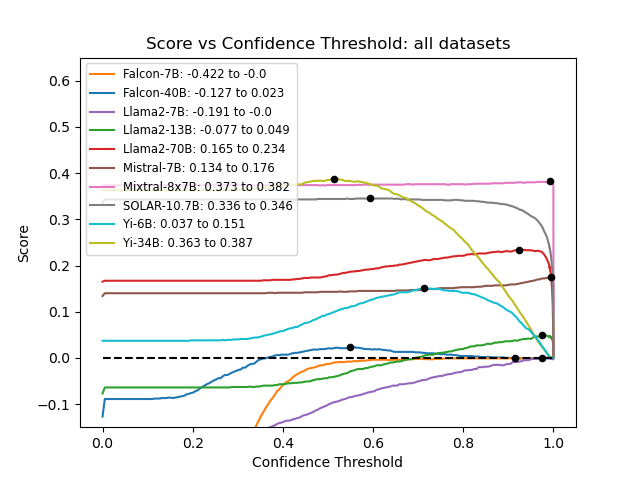 Score vs Confidence Threshold: all datasets
Falcon-7B: -0.422 to -0.0
Falcon-40B: -0.127 to 0.023
Llama2-7B: -0.191 to -0.0
Llama2-13B: -0.077 to 0.049
Llama2-70B: 0.165 to 0.234
Mistral-7B: 0.134 to 0.176
Mixtral-8x7B: 0.373 to 0.382
SOLAR-10.7B: 0.336 to 0.346
Yi-6B: 0.037 to 0.151
Yi-34B: 0.363 to 0.387
Score
0.6
0.5
0.4
0.3
0.2
0.1
0.0
−0.1
0.0 0.2 0.4 0.6 0.8 1.0
Confidence Threshold